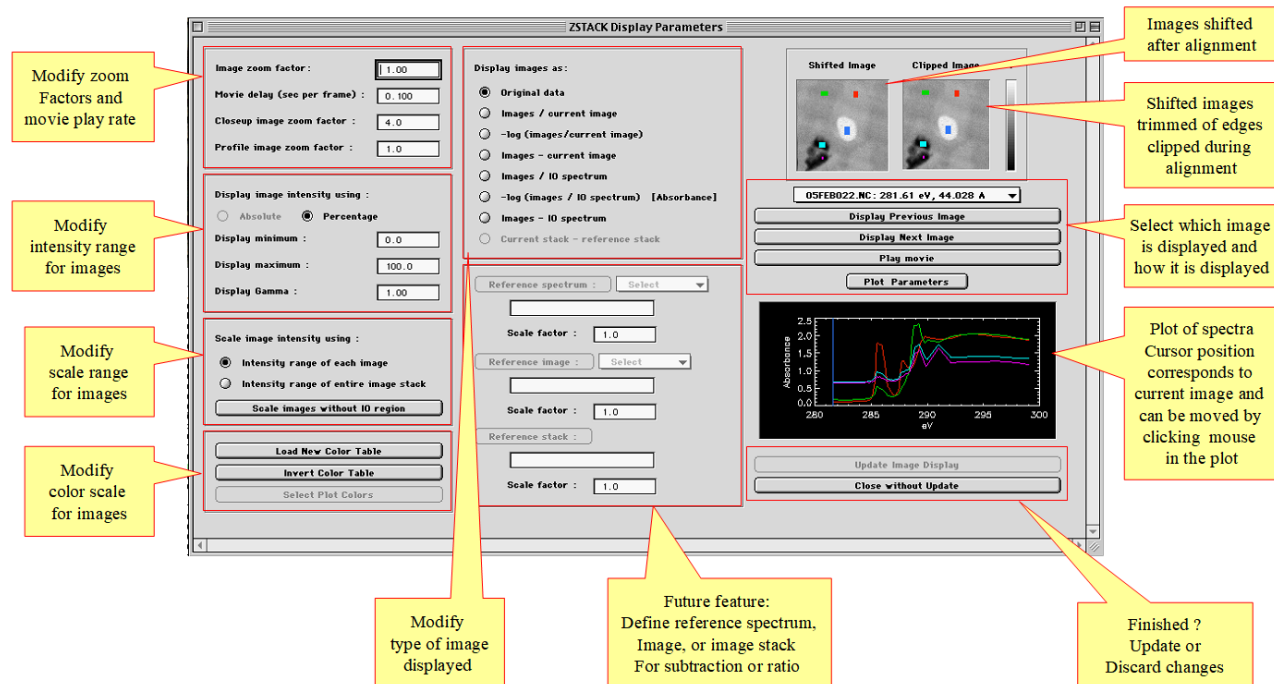 ZSTACK Display Parameters
Modify zoom
Factors and
movie play rate
Image zoom factor :
1.00
Movie delay (sec per frame) :
0.100
Closeup image zoom factor :
4.0
Profile image zoom factor :
1.0
Modify
intensity range
for images
Display image intensity using :
Absolute
Percentage
Display minimum :
0.0
Display maximum :
100.0
Display Gamma :
1.00
Modify
scale range
for images
Scale image intensity using :
Intensity range of each image
Intensity range of entire image stack
Scale images without I0 region
Modify
color scale
for images
Load New Color Table
Invert Color Table
Select Plot Colors
Display images as :
Original data
Images / current image
-log (images/current image)
Images - current image
Images / I0 spectrum
-log (images / I0 spectrum) [Absorbance]
Images - I0 spectrum
Current stack - reference stack
Modify
type of image
displayed
Reference spectrum :
Select
Scale factor :
1.0
Reference image :
Select
Scale factor :
1.0
Reference stack :
Scale factor :
1.0
Future feature:
Define reference spectrum,
Image, or image stack
For subtraction or ratio
Shifted Image
Clipped Image
Images shifted
after alignment
Shifted images
trimmed of edges
clipped during
alignment
05FEB022.NC: 281.61 eV, 44.028 A
Display Previous Image
Display Next Image
Play movie
Plot Parameters
Select which image
is displayed and
how it is displayed
Absorbance
2.5
2.0
1.5
1.0
0.5
0.0
280
285
290
295
300
eV
Plot of spectra
Cursor position
corresponds to
current image and
can be moved by
clicking mouse
in the plot
Update Image Display
Close without Update
Finished ?
Update or
Discard changes